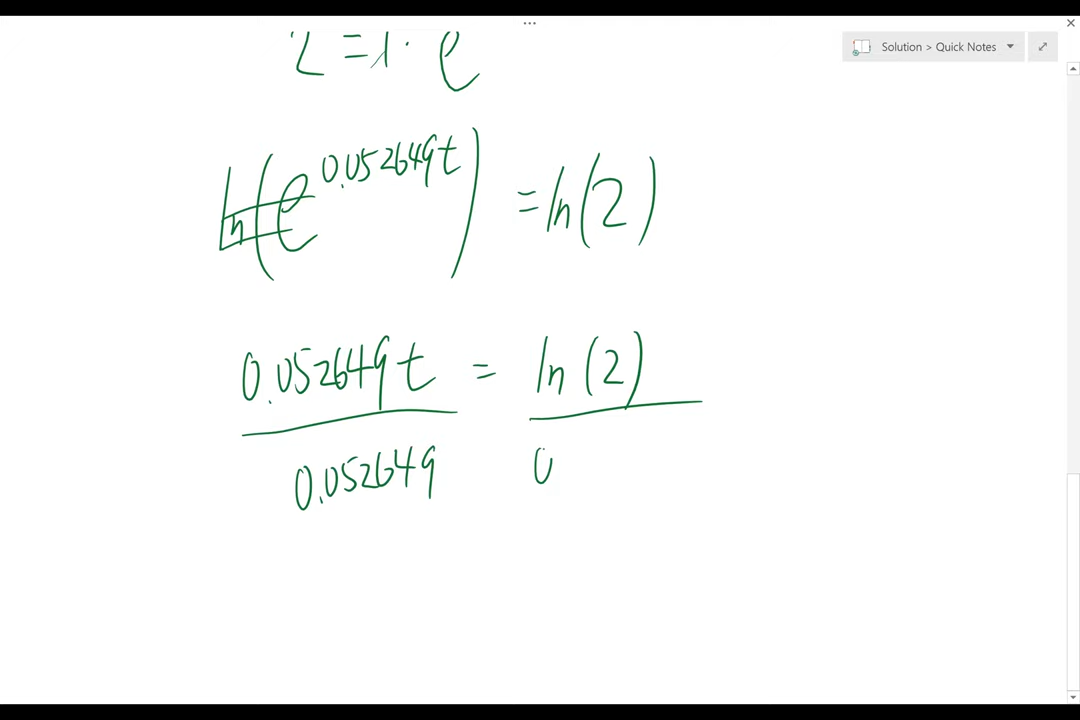 Solution > Quick Notes
2 = 1 · e
ln(e^0.052649t) = ln(2)
0.052649t = ln(2)
0.052649 0